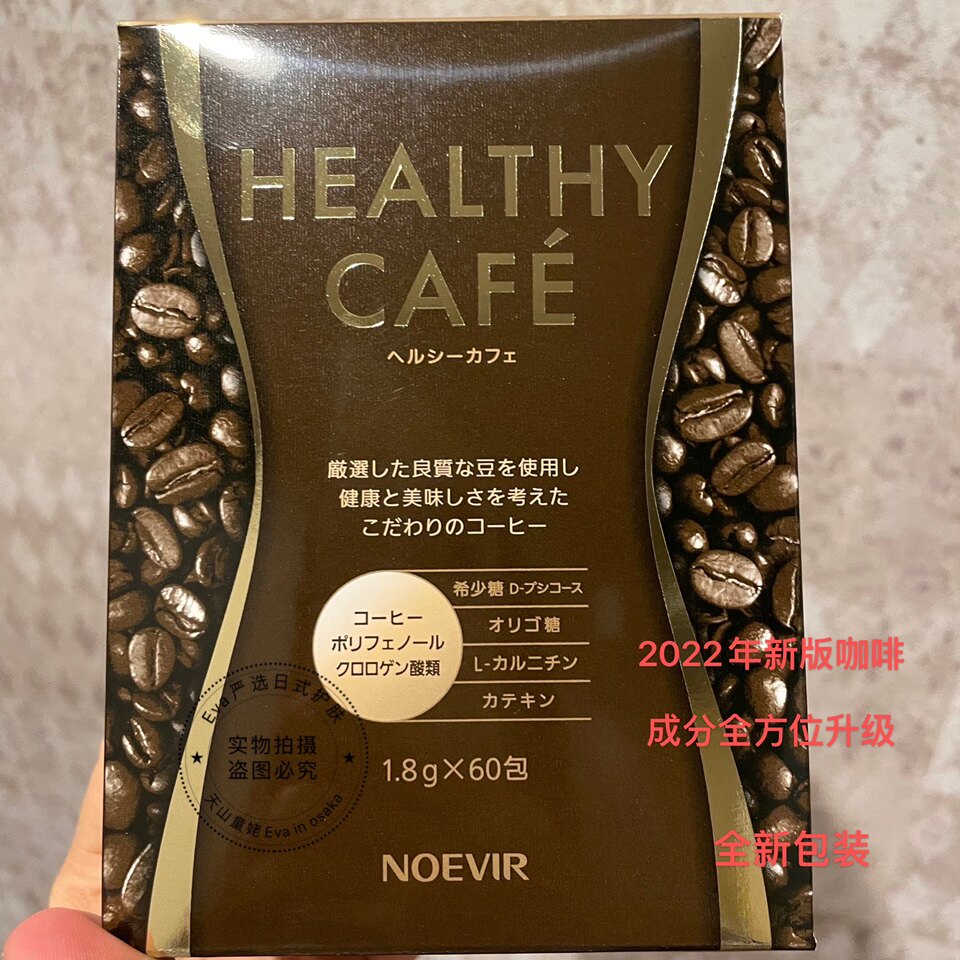 HEALTHY
CAFÉ
ヘルシーカフェ
厳選した良質な豆を使用し
健康と美味しさを考えた
こだわりのコーヒー
コーヒー
ポリフェノール
クロロゲン酸類
希少糖 D-プシコース
オリゴ糖
L-カルニチン
カテキン
1.8g×60包
NOEVIR
2022年新版咖啡
成分全方位升级
全新包装
Eva严选日式护肤
实物拍摄
盗图必究
天山童姥Eva in osaka